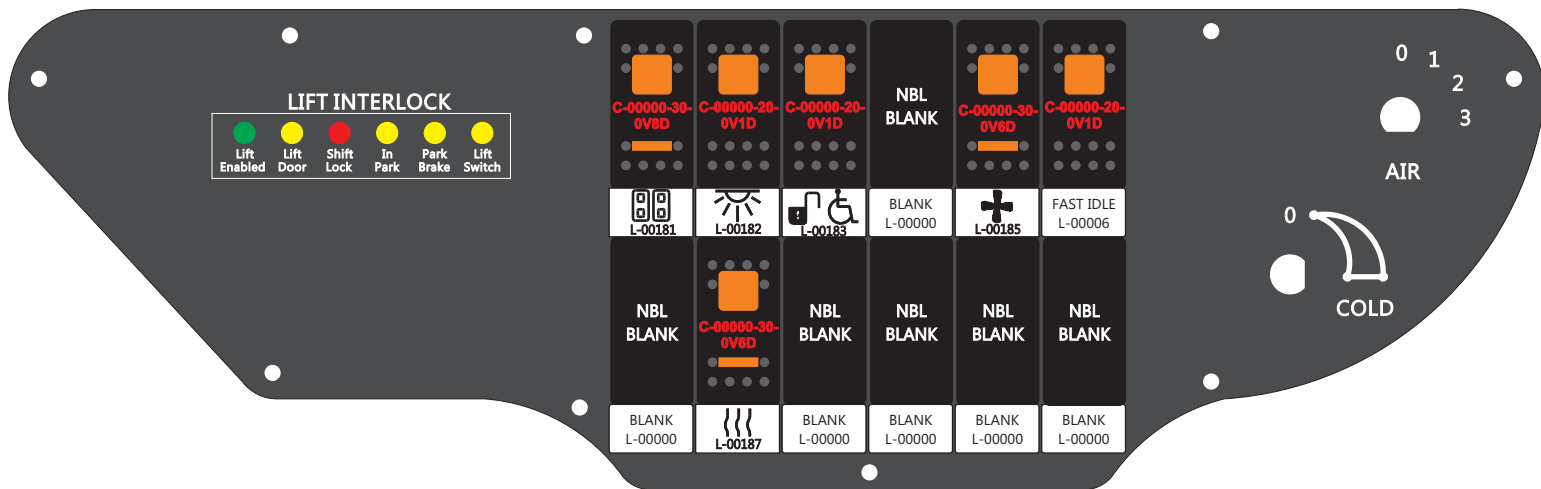 LIFT INTERLOCK
Lift
Enabled
Lift
Door
Shift
Lock
In
Park
Park
Brake
Lift
Switch
C-00000-30-
0V8D
C-00000-20-
0V1D
C-00000-20-
0V1D
NBL
BLANK
C-00000-30-
0V6D
C-00000-20-
0V1D
L-00181
L-00182
L-00183
BLANK
L-00000
L-00185
FAST IDLE
L-00006
NBL
BLANK
C-00000-30-
0V6D
NBL
BLANK
NBL
BLANK
NBL
BLANK
NBL
BLANK
BLANK
L-00000
L-00187
BLANK
L-00000
BLANK
L-00000
BLANK
L-00000
BLANK
L-00000
0
1
2
3
AIR
0
COLD